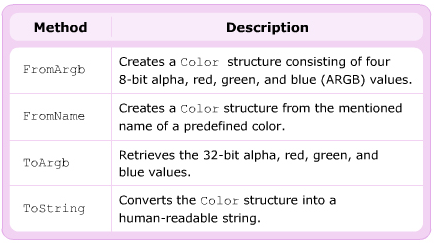 Method Description
FromArgb Creates a Color structure consisting of four
8-bit alpha, red, green, and blue (ARGB) values.
FromName Creates a Color structure from the mentioned
name of a predefined color.
ToArgb Retrieves the 32-bit alpha, red, green, and
blue values.
ToString Converts the Color structure into a
human-readable string.